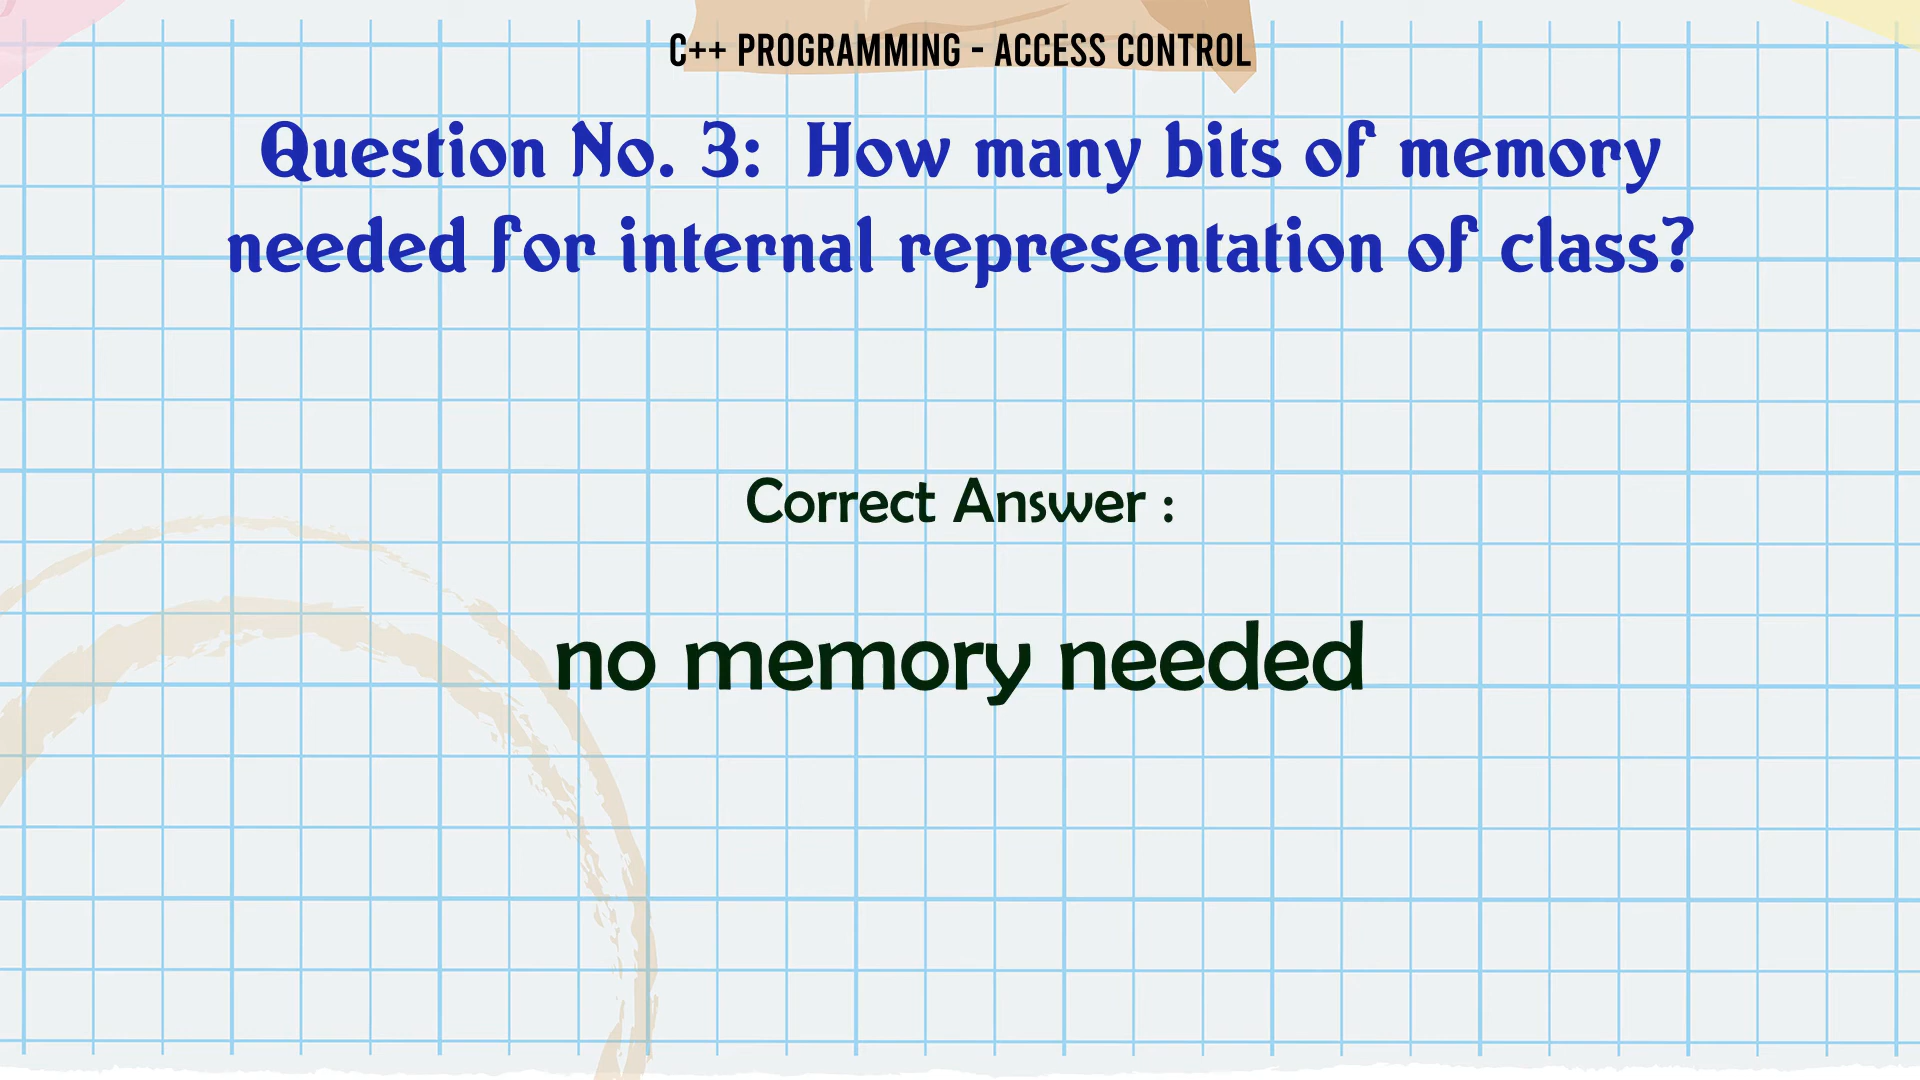 C++ PROGRAMMING - ACCESS CONTROL
Question No. 3: How many bits of memory
needed for internal representation of class?
Correct Answer :
no memory needed